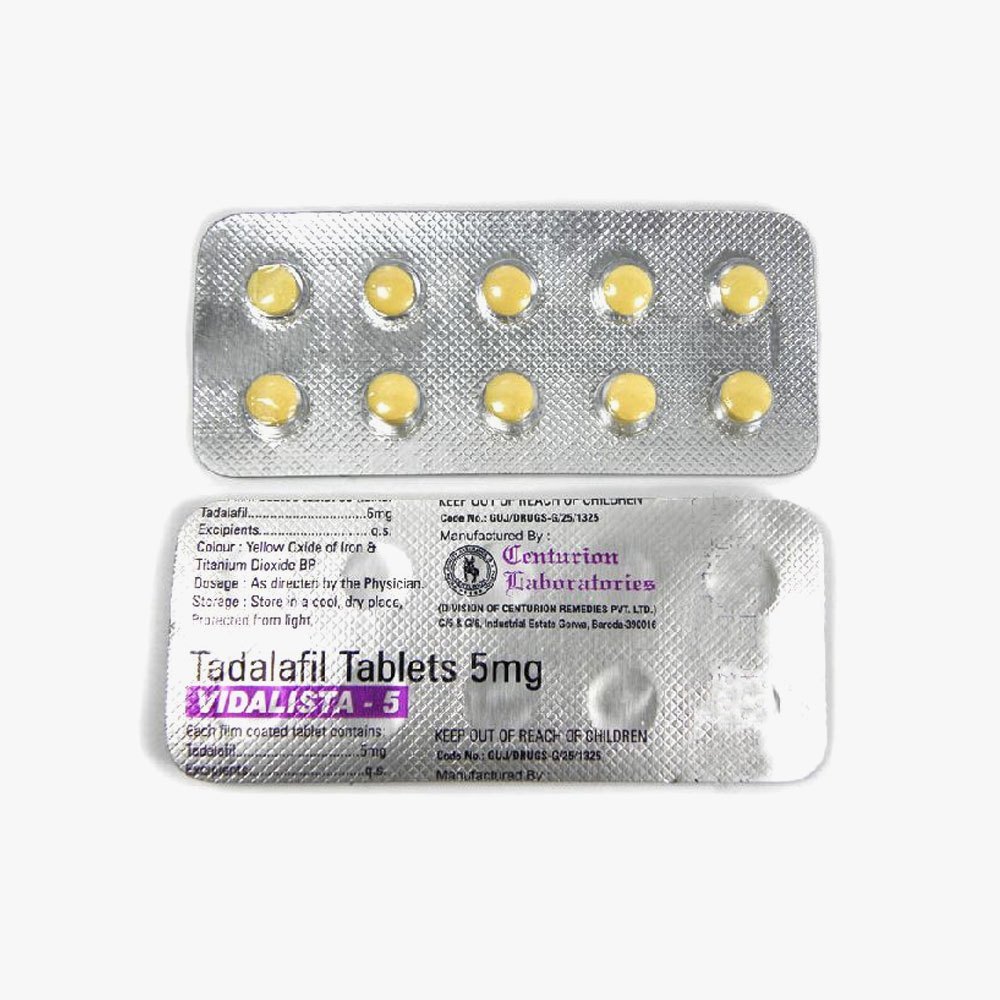 Tadalafil..............................5mg
Excipients............................q.s.
Colour : Yellow Oxide of Iron &
Titanium Dioxide BP
Dosage : As directed by the Physician.
Storage : Store in a cool, dry place,
Protected from light.
KEEP OUT OF REACH OF CHILDREN
Code No.: GUJ/DRUGS-G/25/1325
Manufactured By :
Centurion
Laboratories
(DIVISION OF CENTURION REMEDIES PVT. LTD.)
G/5 & G/6, Industrial Estate Gorwa, Baroda-390016
Tadalafil Tablets 5mg
VIDALISTA - 5
Each film coated tablet contains
Tadalafil..............................5mg
Excipients............................q.s.
KEEP OUT OF REACH OF CHILDREN
Code No.: GUJ/DRUGS-G/25/1325
Manufactured By :